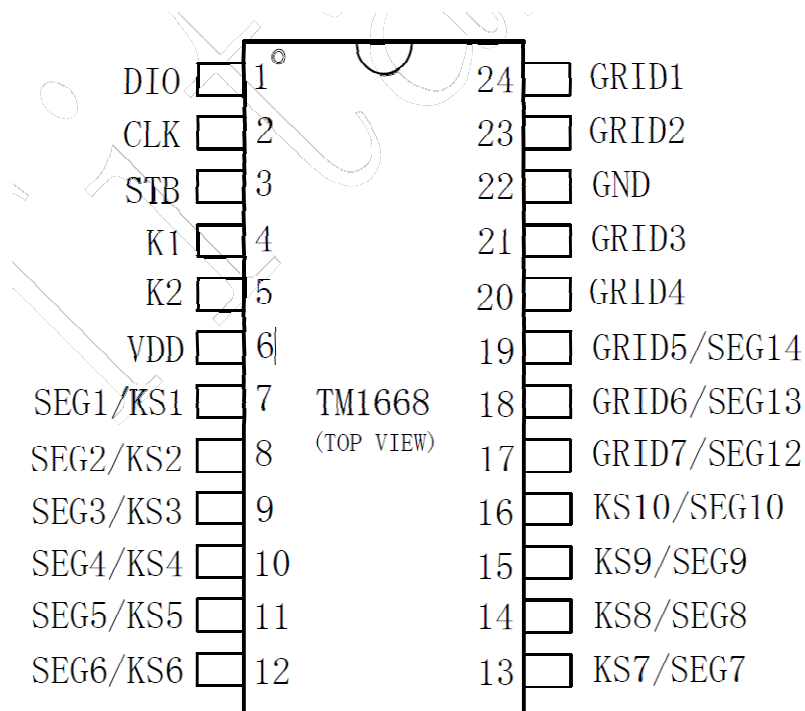 DIO 1 24 GRID1
CLK 2 23 GRID2
STB 3 22 GND
K1 4 21 GRID3
K2 5 20 GRID4
VDD 6 19 GRID5/SEG14
SEG1/KS1 7 TM1668 18 GRID6/SEG13
(TOP VIEW)
SEG2/KS2 8 17 GRID7/SEG12
SEG3/KS3 9 16 KS10/SEG10
SEG4/KS4 10 15 KS9/SEG9
SEG5/KS5 11 14 KS8/SEG8
SEG6/KS6 12 13 KS7/SEG7